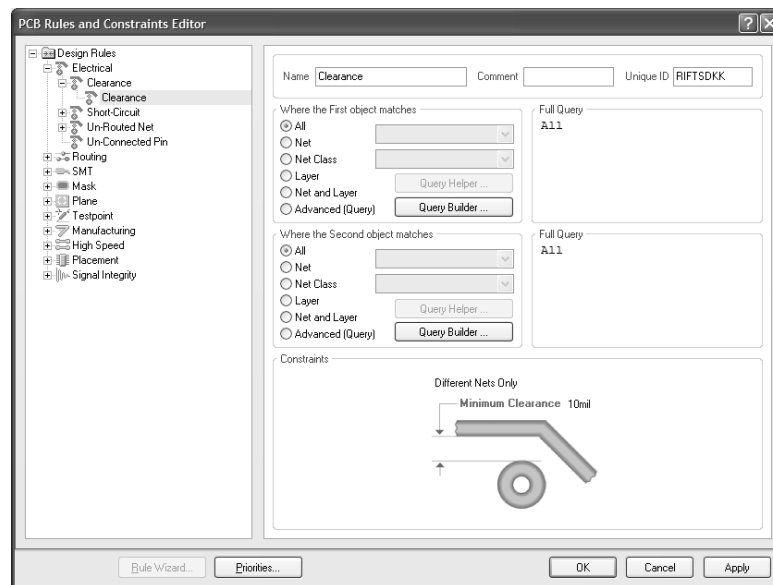 PCB Rules and Constraints Editor
Design Rules
Electrical
Clearance
Clearance
Short-Circuit
Un-Routed Net
Un-Connected Pin
Routing
SMT
Mask
Plane
Testpoint
Manufacturing
High Speed
Placement
Signal Integrity
Name Clearance Comment Unique ID RIFTSDKK
Where the First object matches
All
Net
Net Class
Layer
Net and Layer
Advanced (Query)
Query Helper ...
Query Builder ...
Full Query
All
Where the Second object matches
All
Net
Net Class
Layer
Net and Layer
Advanced (Query)
Query Helper ...
Query Builder ...
Full Query
All
Constraints
Different Nets Only
Minimum Clearance 10mil
Rule Wizard... Priorities... OK Cancel Apply